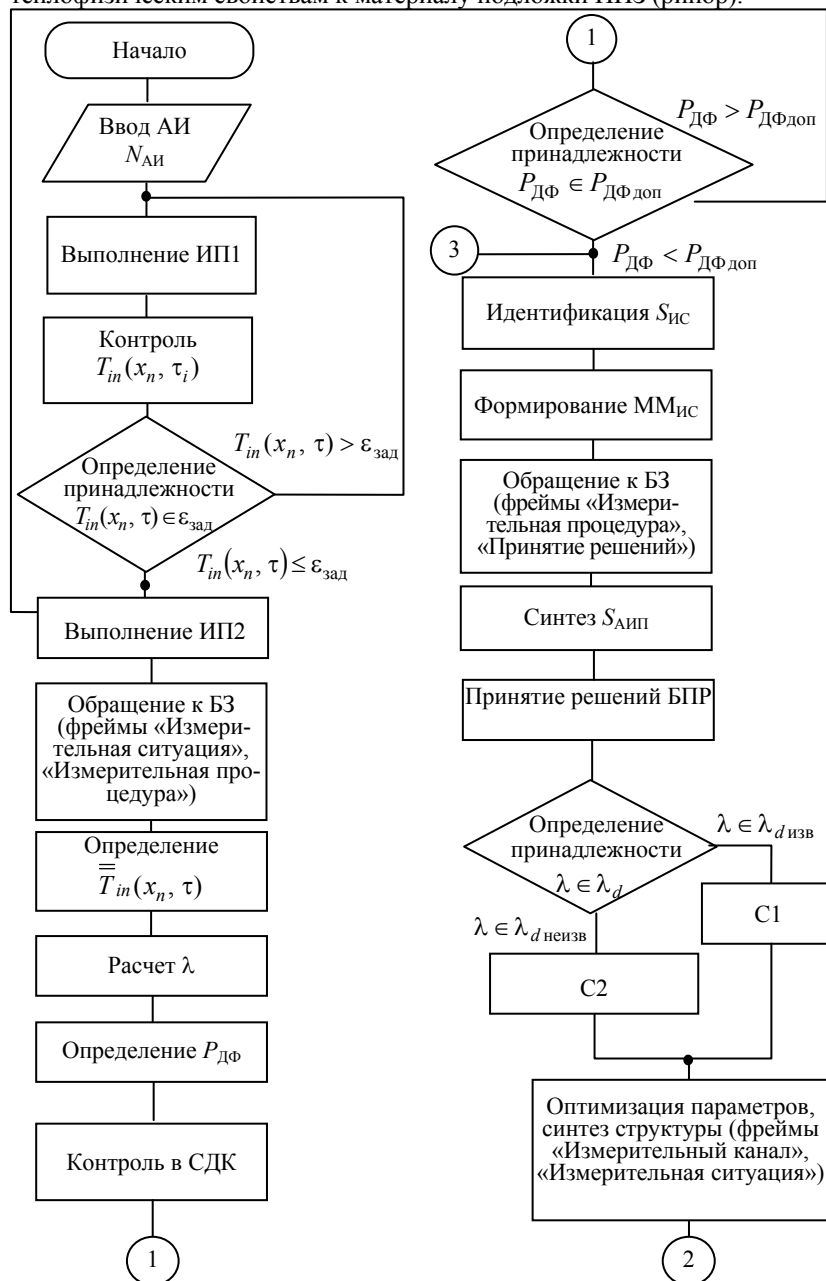 теплофизическим свойствам к материалу подложки ИПЗ (рипор).
Начало
Ввод АИ
N_АИ
Выполнение ИП1
Контроль
T_in(x_n, τ_i)
Определение
принадлежности
T_in(x_n, τ) ∈ ε_зад
T_in(x_n, τ) > ε_зад
T_in(x_n, τ) ≤ ε_зад
Выполнение ИП2
Обращение к БЗ
(фреймы «Измери-
тельная ситуация»,
«Измерительная про-
цедура»)
Определение
T̿_in(x_n, τ)
Расчет λ
Определение P_ДФ
Контроль в СДК
1
1
Определение
принадлежности
P_ДФ ∈ P_ДФ доп
P_ДФ > P_ДФдоп
3
P_ДФ < P_ДФ доп
Идентификация S_ИС
Формирование ММ_ИС
Обращение к БЗ
(фреймы «Измери-
тельная процедура»,
«Принятие решений»)
Синтез S_АИП
Принятие решений БПР
Определение
принадлежности
λ ∈ λ_d
λ ∈ λ_d изв
С1
λ ∈ λ_d неизв
С2
Оптимизация параметров,
синтез структуры (фреймы
«Измерительный канал»,
«Измерительная ситуация»)
2